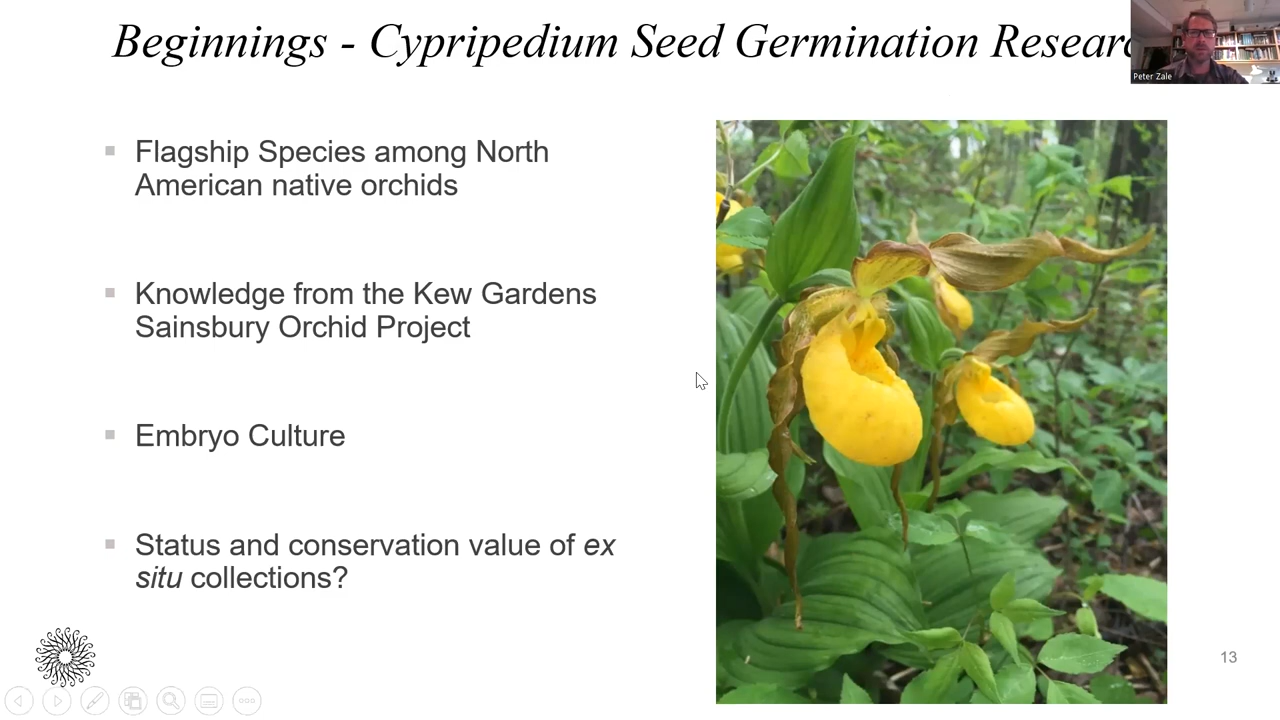 Beginnings - Cypripedium Seed Germination Researc
Peter Zale
Flagship Species among North
American native orchids
Knowledge from the Kew Gardens
Sainsbury Orchid Project
Embryo Culture
Status and conservation value of ex
situ collections?
13